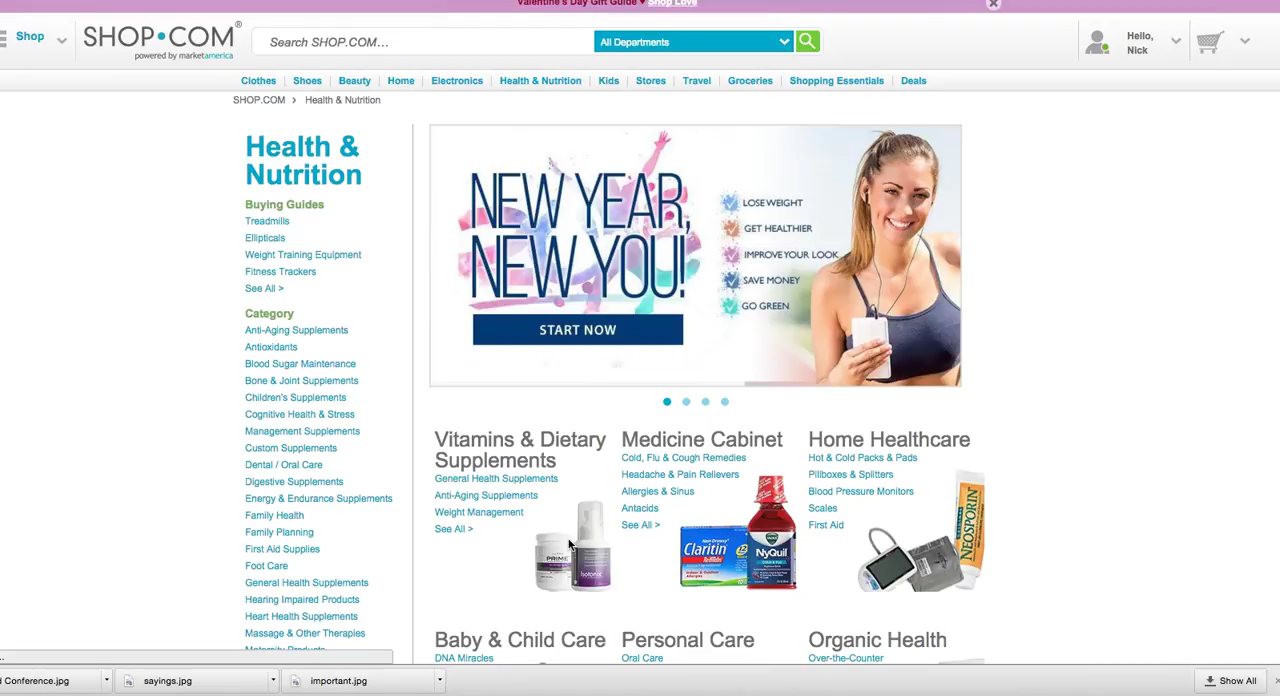 Valentine's Day Gift Guide ♥ Shop Love
Shop
SHOP•COM®
powered by marketamerica
Search SHOP.COM...
All Departments
Hello,
Nick
Clothes
Shoes
Beauty
Home
Electronics
Health & Nutrition
Kids
Stores
Travel
Groceries
Shopping Essentials
Deals
SHOP.COM > Health & Nutrition
Health &
Nutrition
Buying Guides
Treadmills
Ellipticals
Weight Training Equipment
Fitness Trackers
See All >
Category
Anti-Aging Supplements
Antioxidants
Blood Sugar Maintenance
Bone & Joint Supplements
Children's Supplements
Cognitive Health & Stress
Management Supplements
Custom Supplements
Dental / Oral Care
Digestive Supplements
Energy & Endurance Supplements
Family Health
Family Planning
First Aid Supplies
Foot Care
General Health Supplements
Hearing Impaired Products
Heart Health Supplements
Massage & Other Therapies
Maternity Products
NEW YEAR,
NEW YOU!
START NOW
LOSE WEIGHT
GET HEALTHIER
IMPROVE YOUR LOOK
SAVE MONEY
GO GREEN
Vitamins & Dietary
Supplements
General Health Supplements
Anti-Aging Supplements
Weight Management
See All >
PRIME
Isotonix
Medicine Cabinet
Cold, Flu & Cough Remedies
Headache & Pain Relievers
Allergies & Sinus
Antacids
See All >
Claritin
RediTabs
NyQuil
Home Healthcare
Hot & Cold Packs & Pads
Pillboxes & Splitters
Blood Pressure Monitors
Scales
First Aid
NEOSPORIN
Baby & Child Care
DNA Miracles
Personal Care
Oral Care
Organic Health
Over-the-Counter
...
d Conference.jpg
sayings.jpg
important.jpg
Show All